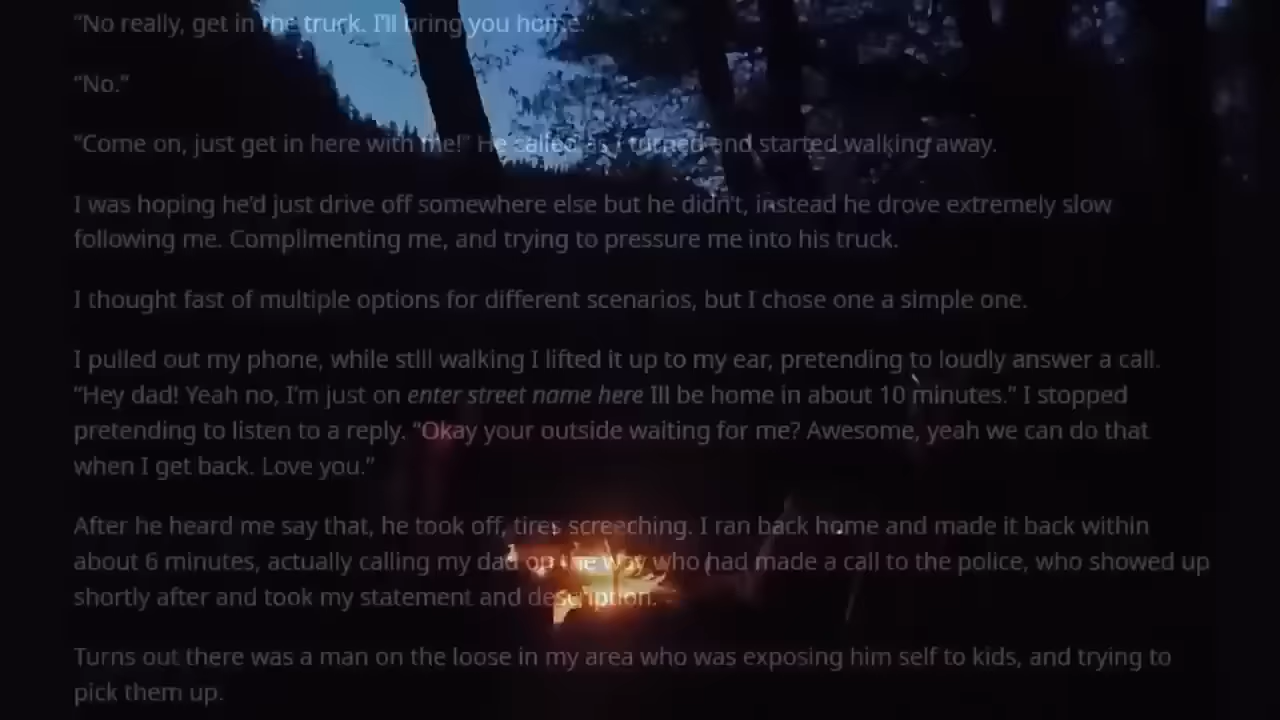 “No really, get in the truck. I’ll bring you home.”
“No.”
“Come on, just get in here with me!” He called as I turned and started walking away.
I was hoping he’d just drive off somewhere else but he didn’t, instead he drove extremely slow
following me. Complimenting me, and trying to pressure me into his truck.
I thought fast of multiple options for different scenarios, but I chose one a simple one.
I pulled out my phone, while still walking I lifted it up to my ear, pretending to loudly answer a call.
“Hey dad! Yeah no, I’m just on enter street name here Ill be home in about 10 minutes.” I stopped
pretending to listen to a reply. “Okay your outside waiting for me? Awesome, yeah we can do that
when I get back. Love you.”
After he heard me say that, he took off, tires screeching. I ran back home and made it back within
about 6 minutes, actually calling my dad on the way who had made a call to the police, who showed up
shortly after and took my statement and description.
Turns out there was a man on the loose in my area who was exposing him self to kids, and trying to
pick them up.